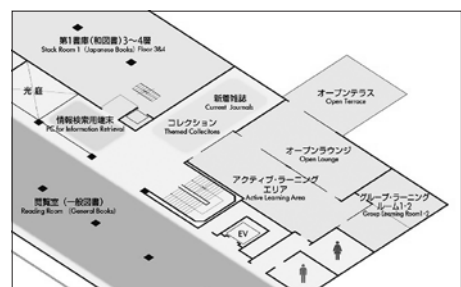 第1書庫(和図書)3〜4層
Stack Room 1 (Japanese Books) Floor 3&4
光庭
情報検索用端末
PC for Information Retrieval
新着雑誌
Current Journals
コレクション
Themed Collections
オープンテラス
Open Terrace
オープンラウンジ
Open Lounge
アクティブ・ラーニング
エリア
Active Learning Area
グループ・ラーニング
ルーム1-2
Group Learning Room1-2
閲覧室(一般図書)
Reading Room (General Books)
EV